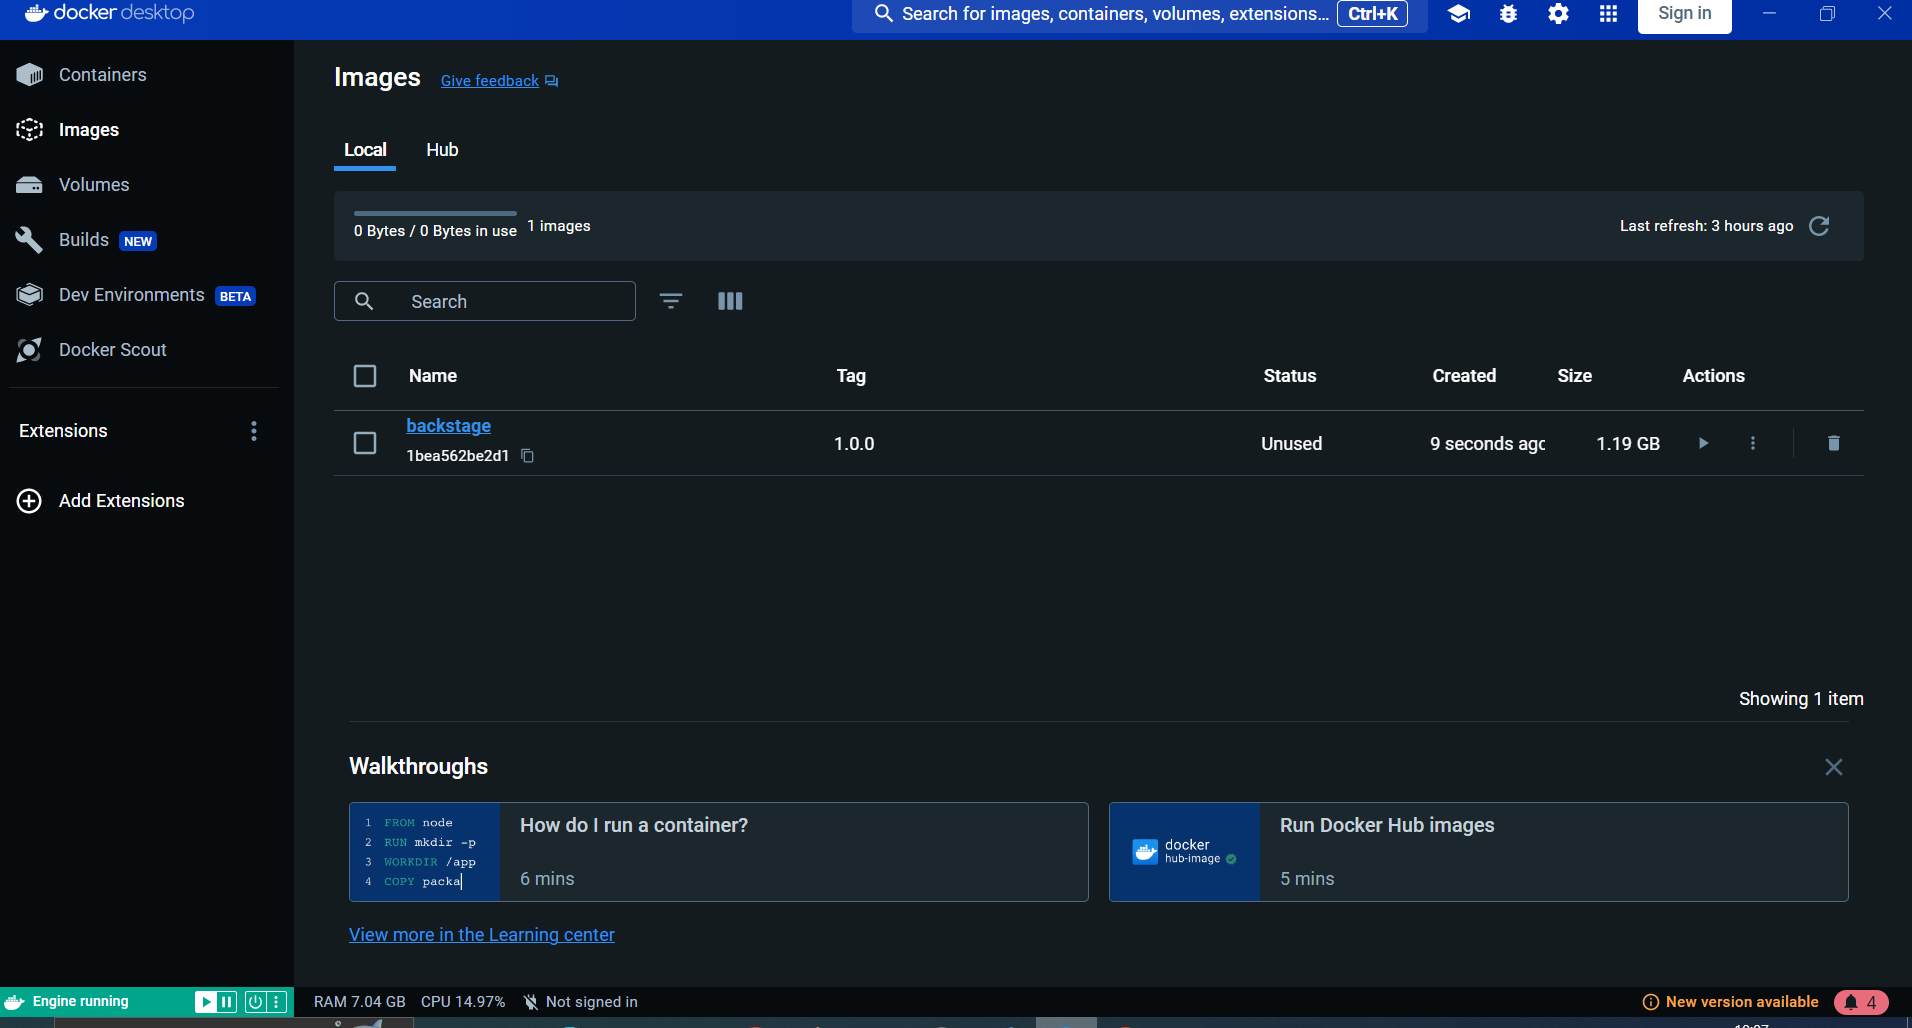 docker desktop
Search for images, containers, volumes, extensions... Ctrl+K
Sign in
Containers
Images
Volumes
Builds NEW
Dev Environments BETA
Docker Scout
Extensions
Add Extensions
Images Give feedback
Local Hub
0 Bytes / 0 Bytes in use 1 images
Last refresh: 3 hours ago
Search
Name Tag Status Created Size Actions
backstage
1bea562be2d1
1.0.0 Unused 9 seconds ago 1.19 GB
Showing 1 item
Walkthroughs
1 FROM node
2 RUN mkdir -p
3 WORKDIR /app
4 COPY packa
How do I run a container?
6 mins
docker
hub-image
Run Docker Hub images
5 mins
View more in the Learning center
Engine running
RAM 7.04 GB CPU 14.97% Not signed in
New version available 4